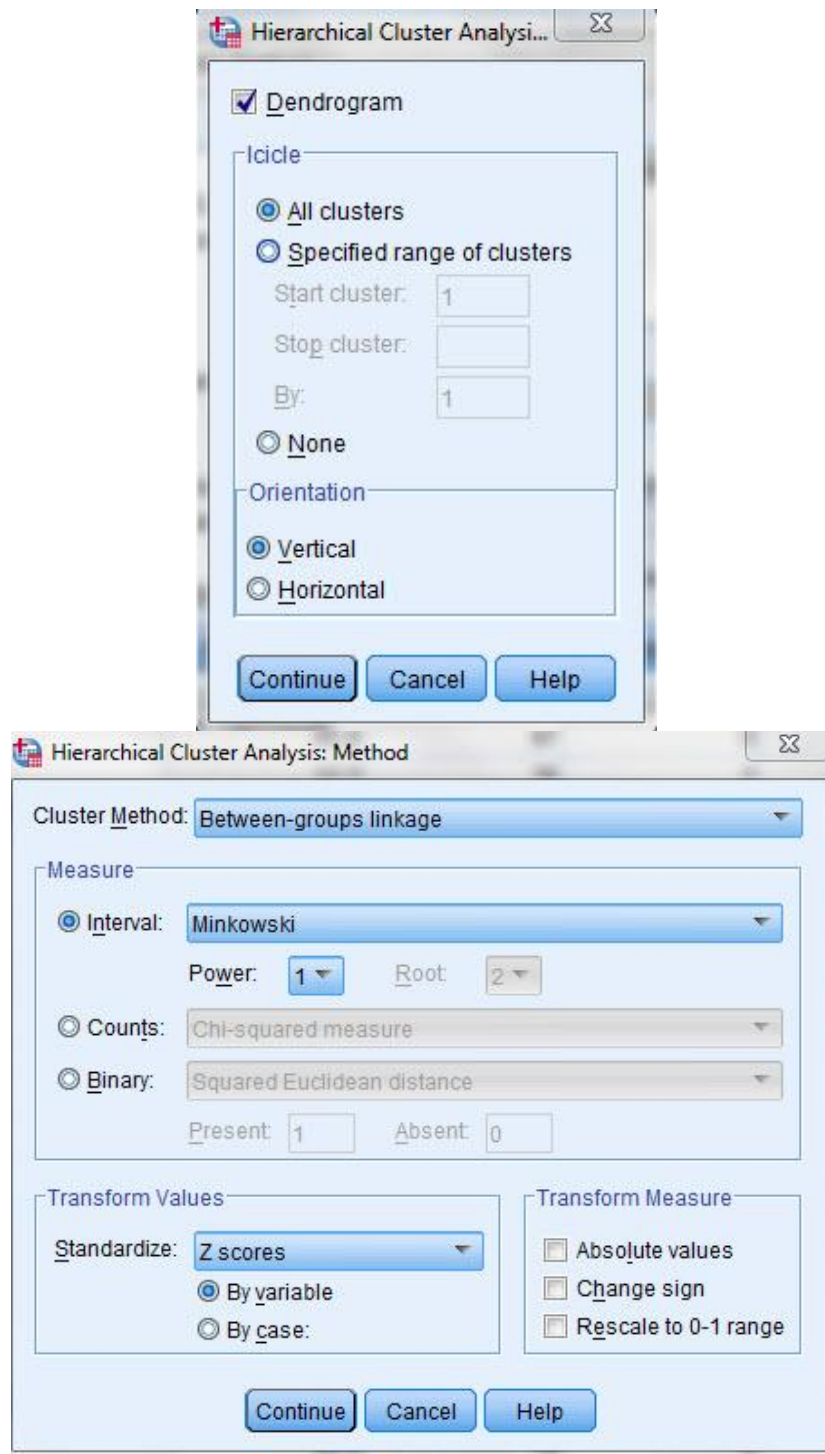 Hierarchical Cluster Analysi...
Dendrogram
Icicle
All clusters
Specified range of clusters
Start cluster: 1
Stop cluster:
By: 1
None
Orientation
Vertical
Horizontal
Continue Cancel Help
Hierarchical Cluster Analysis: Method
Cluster Method: Between-groups linkage
Measure
Interval: Minkowski
Power: 1 Root: 2
Counts: Chi-squared measure
Binary: Squared Euclidean distance
Present: 1 Absent: 0
Transform Values
Standardize: Z scores
By variable
By case:
Transform Measure
Absolute values
Change sign
Rescale to 0-1 range
Continue Cancel Help